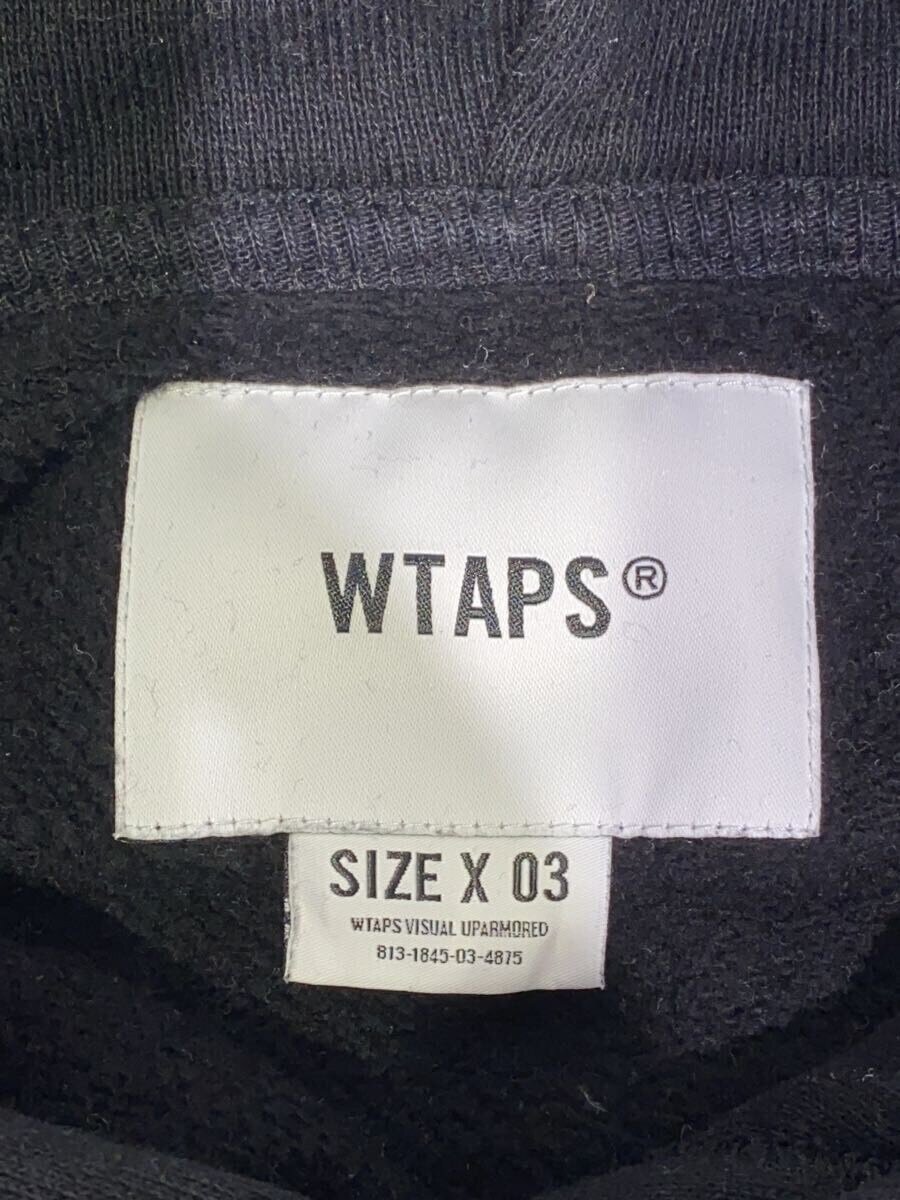 WTAPS®
SIZE X 03
WTAPS VISUAL UPARMORED
813-1845-03-4875